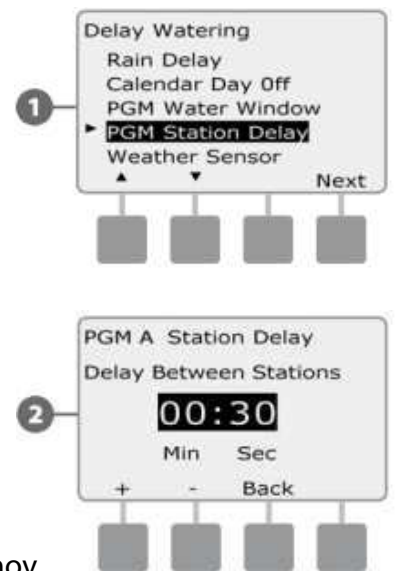 Delay Watering
Rain Delay
Calendar Day Off
PGM Water Window
1
► PGM Station Delay
Weather Sensor
▲ ▼ Next
PGM A Station Delay
Delay Between Stations
2
00:30
Min Sec
+ - Back